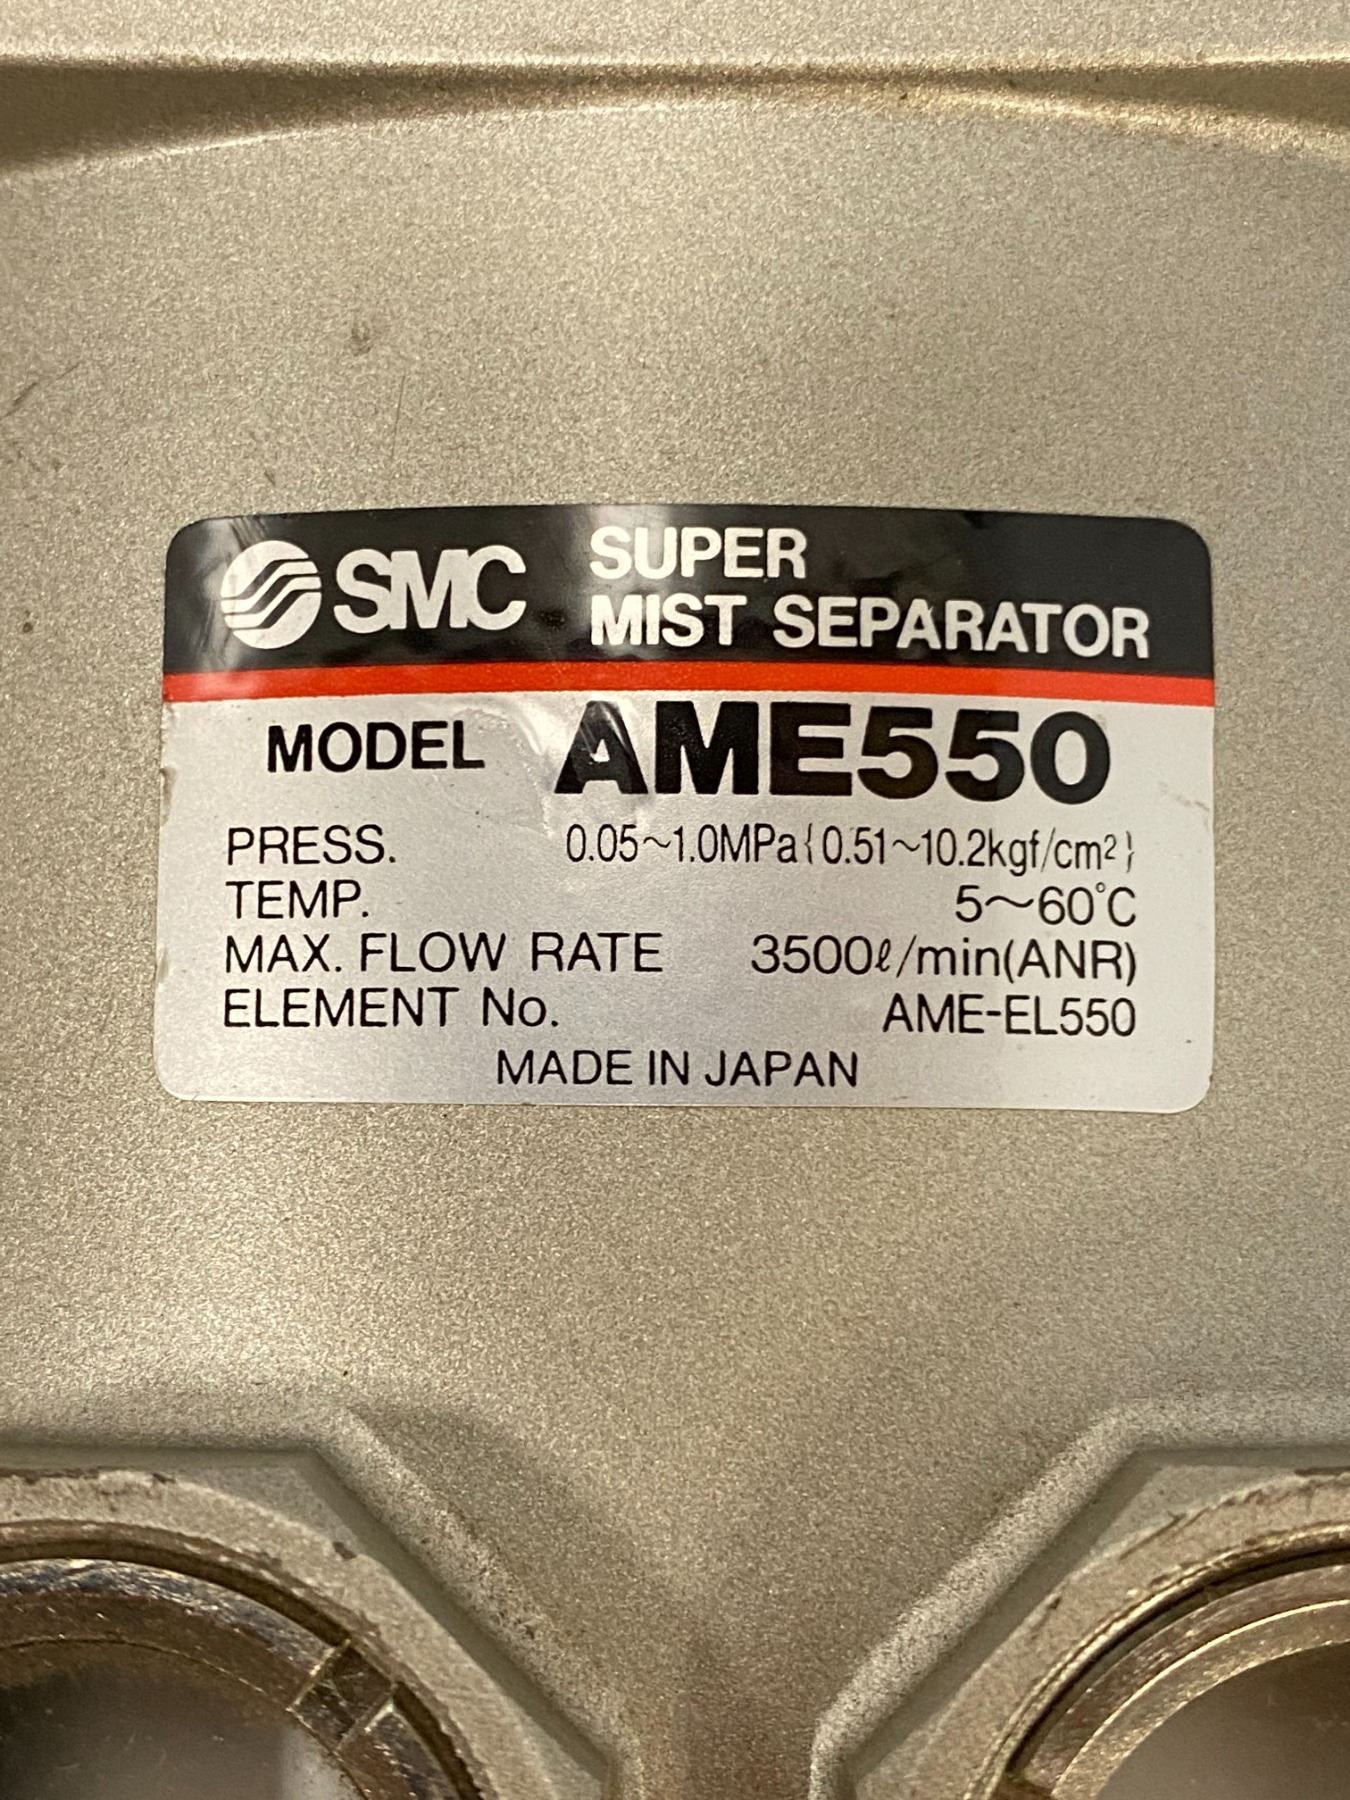 SMC SUPER
MIST SEPARATOR
MODEL AME550
PRESS. 0.05~1.0MPa{0.51~10.2kgf/cm²}
TEMP. 5~60°C
MAX. FLOW RATE 3500ℓ/min(ANR)
ELEMENT No. AME-EL550
MADE IN JAPAN